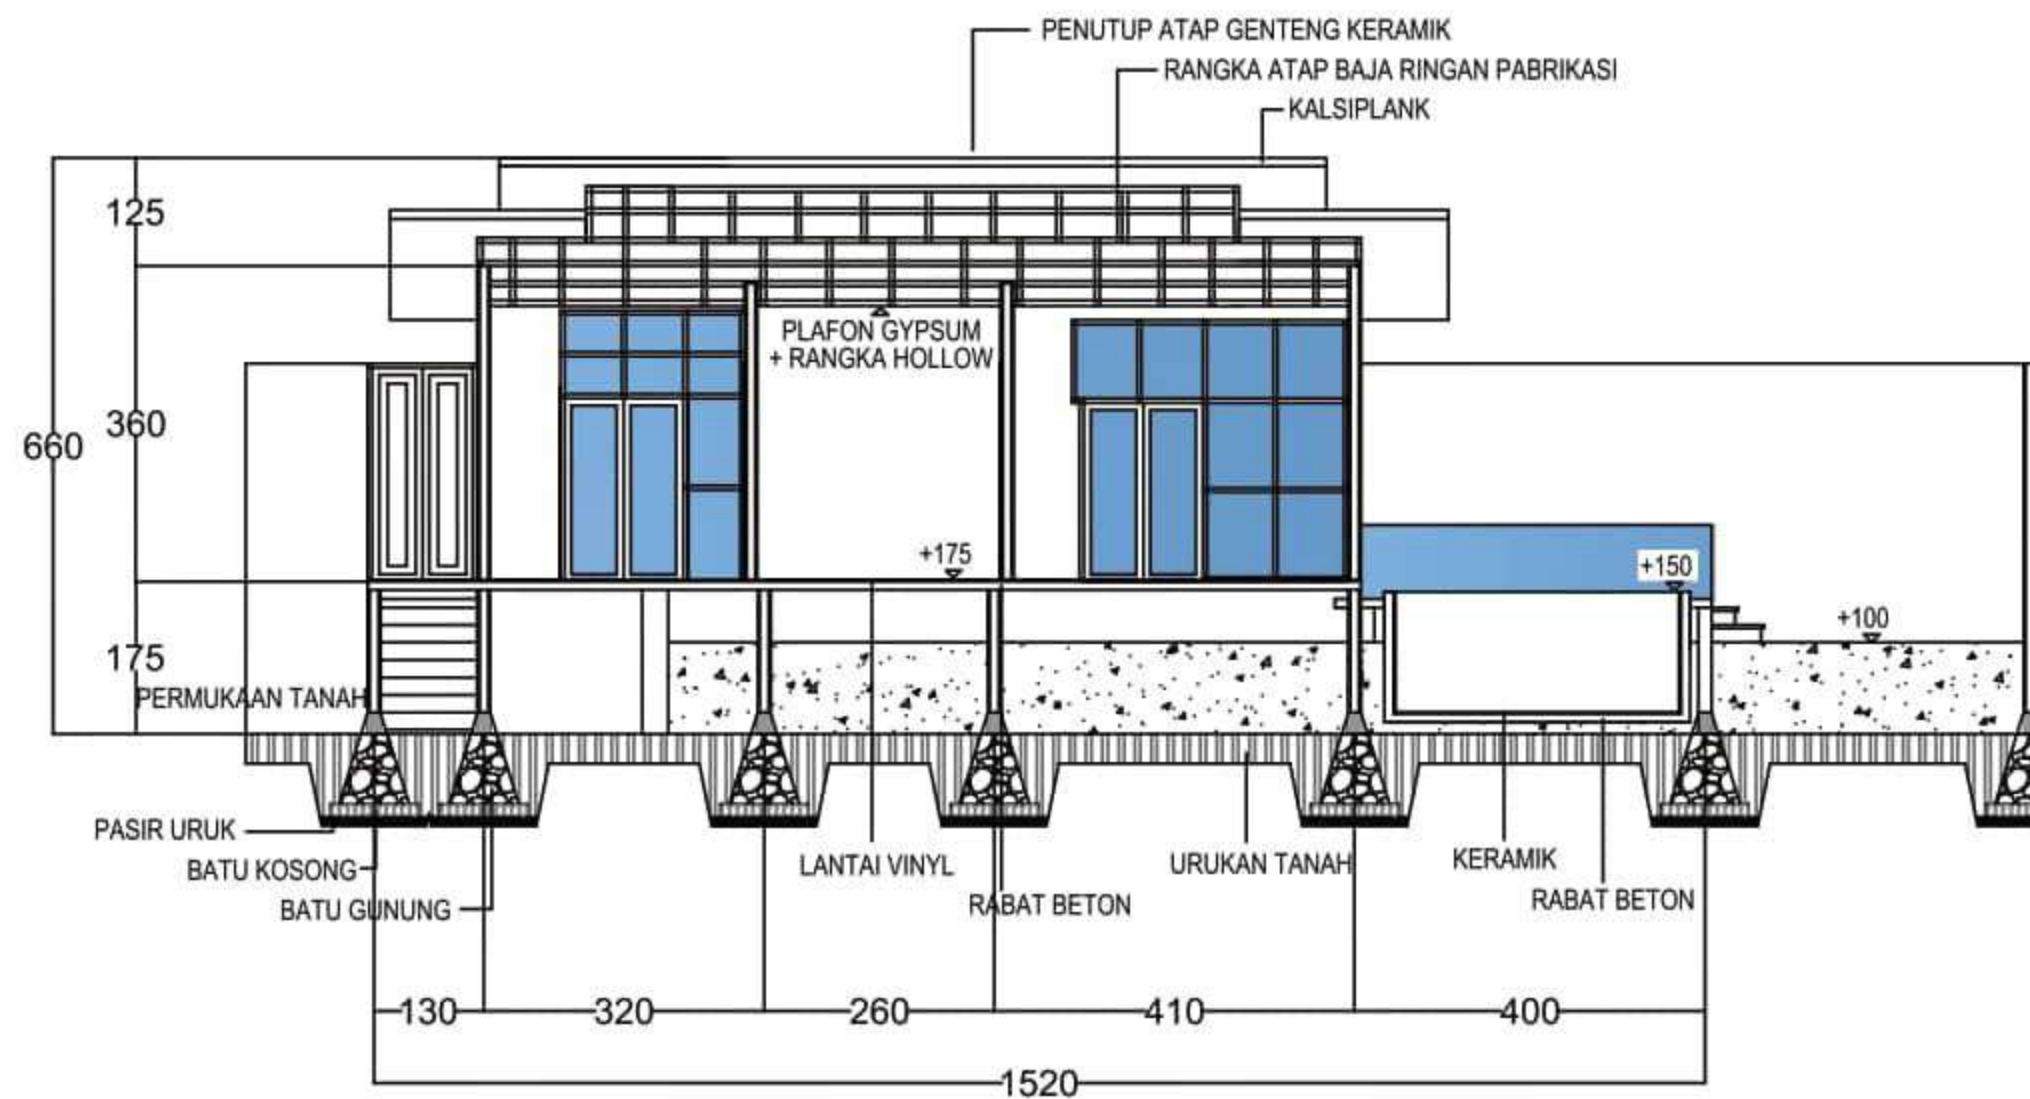 PENUTUP ATAP GENTENG KERAMIK
RANGKA ATAP BAJA RINGAN PABRIKASI
KALSIPLANK
125
360
660
175
PLAFON GYPSUM
+ RANGKA HOLLOW
+175
+150
+100
PERMUKAAN TANAH
PASIR URUK
BATU KOSONG
BATU GUNUNG
LANTAI VINYL
RABAT BETON
URUKAN TANAH
KERAMIK
RABAT BETON
130
320
260
410
400
1520